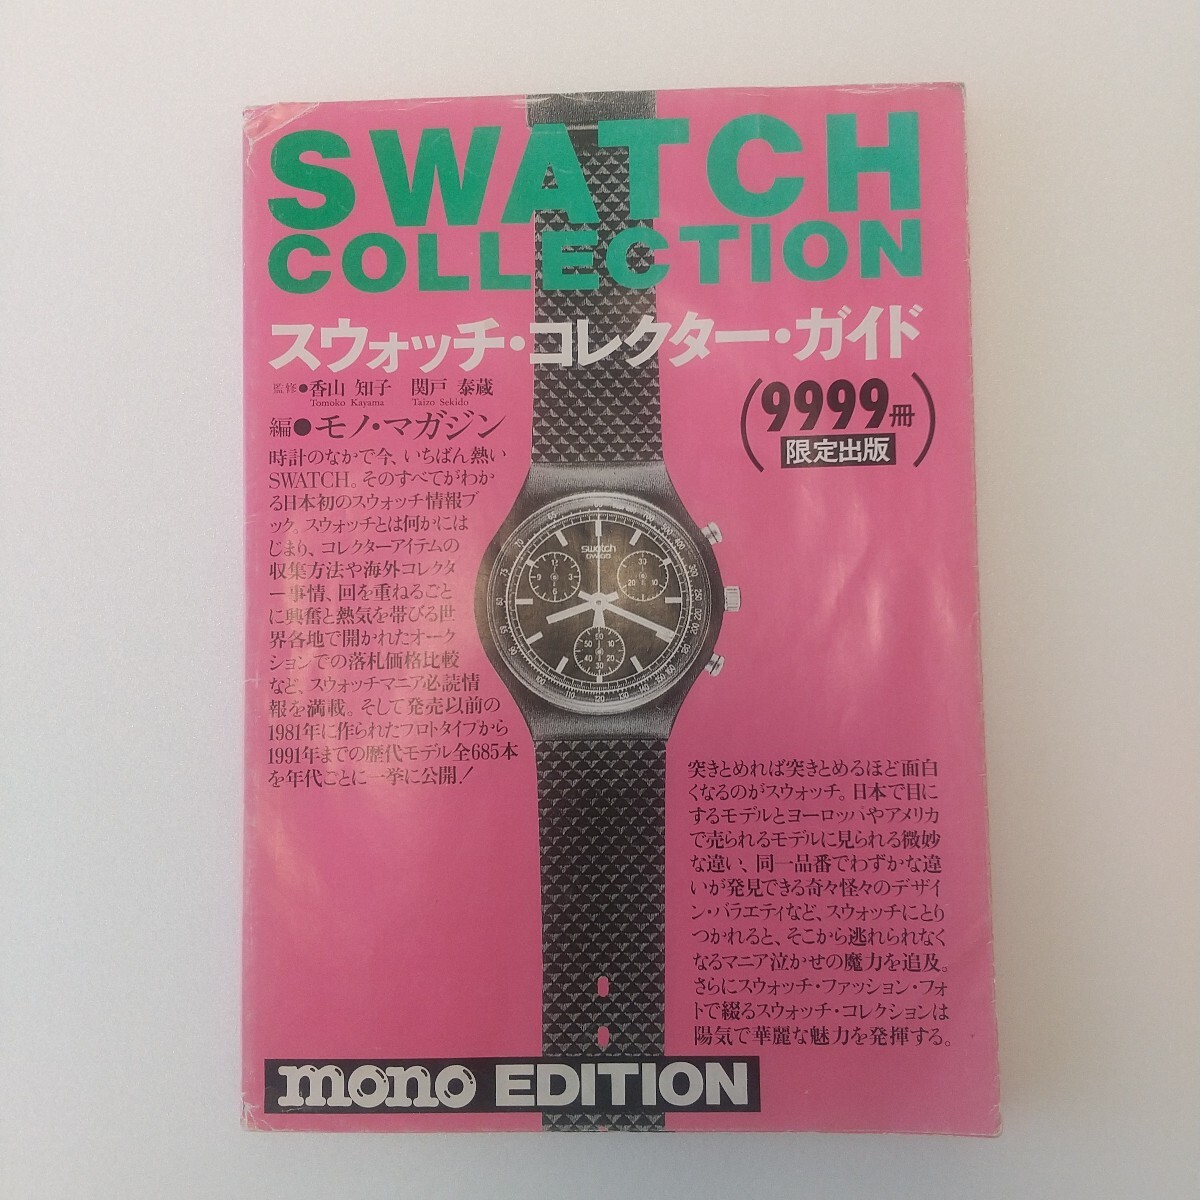 SWATCH
COLLECTION
スウォッチ・コレクター・ガイド
監修●香山 知子 関戸 泰蔵
Tomoko Kayama Taizo Sekido
編●モノ・マガジン
(9999冊
限定出版)
時計のなかで今、いちばん熱い
SWATCH。そのすべてがわか
る日本初のスウォッチ情報ブ
ック。スウォッチとは何かには
じまり、コレクターアイテムの
収集方法や海外コレクタ
ー事情、回を重ねるごと
に興奮と熱気を帯びる世
界各地で開かれたオーク
ションでの落札価格比較
など、スウォッチマニア必読情
報を満載。そして発売以前の
1981年に作られたプロトタイプから
1991年までの歴代モデル全685本
を年代ごとに一挙に公開!
swatch
突きとめれば突きとめるほど面白
くなるのがスウォッチ。日本で目に
するモデルとヨーロッパやアメリカ
で売られるモデルに見られる微妙
な違い、同一品番でわずかな違
いが発見できる奇々怪々のデザイ
ン・バラエティなど、スウォッチにとり
つかれると、そこから逃れられなく
なるマニア泣かせの魔力を追及。
さらにスウォッチ・ファッション・フォ
トで綴るスウォッチ・コレクションは
陽気で華麗な魅力を発揮する。
mono EDITION